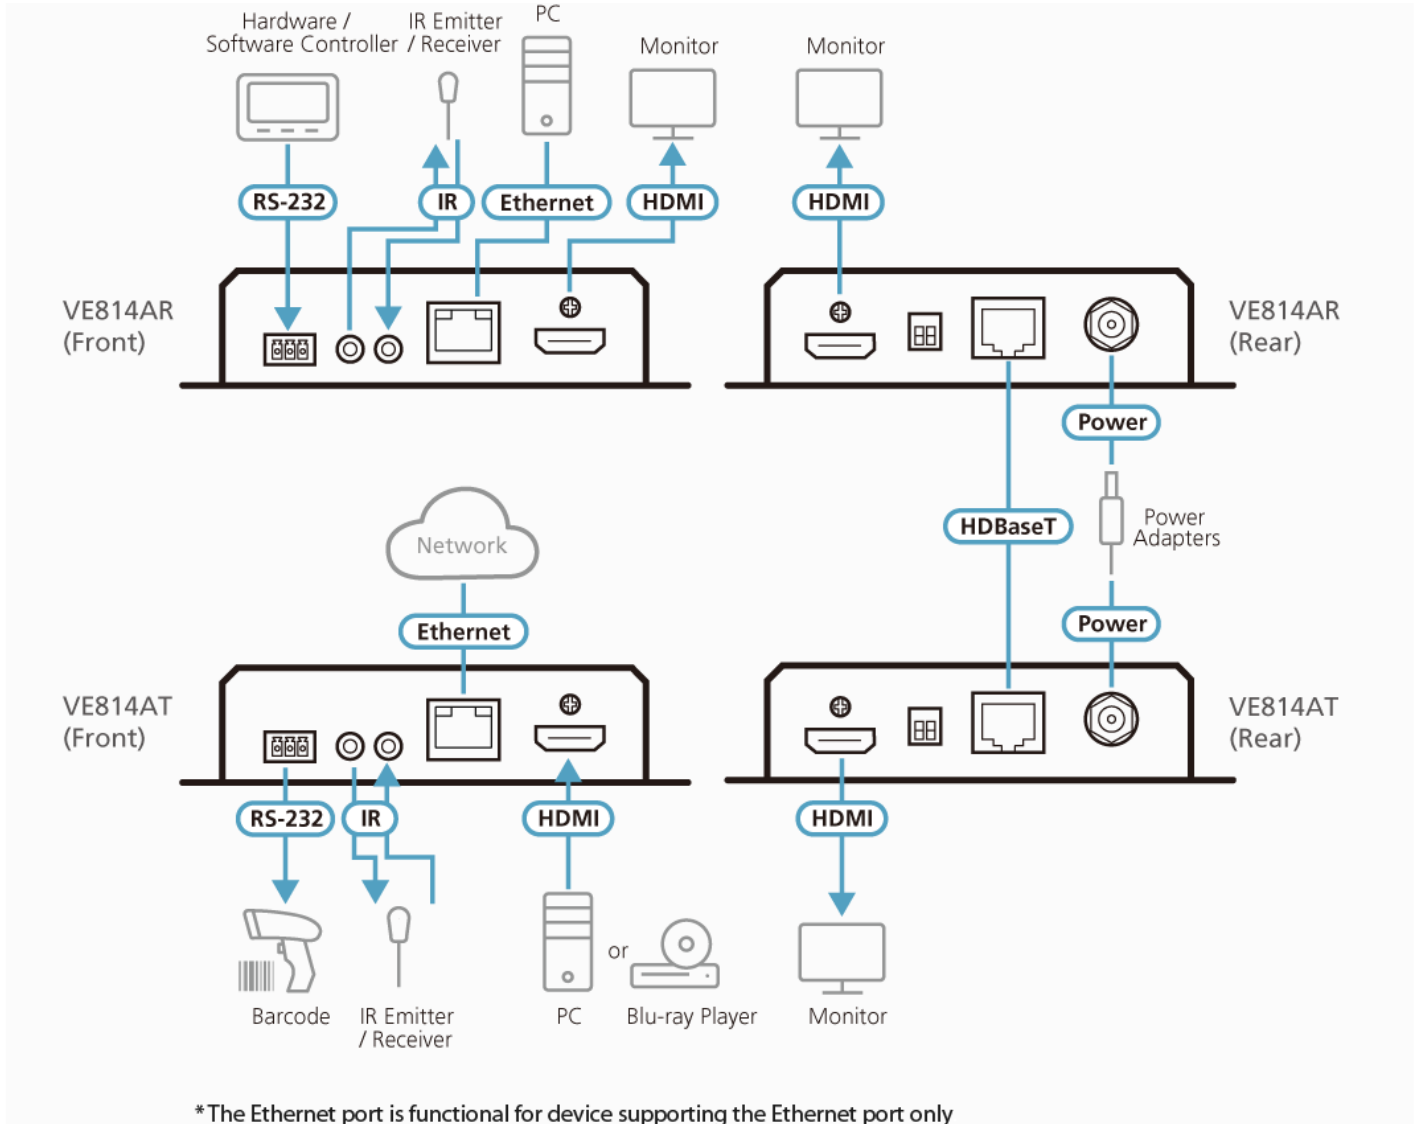 Hardware /
Software Controller
IR Emitter
/ Receiver
PC
Monitor
Monitor
RS-232
IR
Ethernet
HDMI
HDMI
VE814AR
(Front)
VE814AR
(Rear)
Power
Network
HDBaseT
Power
Adapters
Ethernet
Power
VE814AT
(Front)
VE814AT
(Rear)
RS-232
IR
HDMI
HDMI
or
Barcode
IR Emitter
/ Receiver
PC
Blu-ray Player
Monitor
* The Ethernet port is functional for device supporting the Ethernet port only